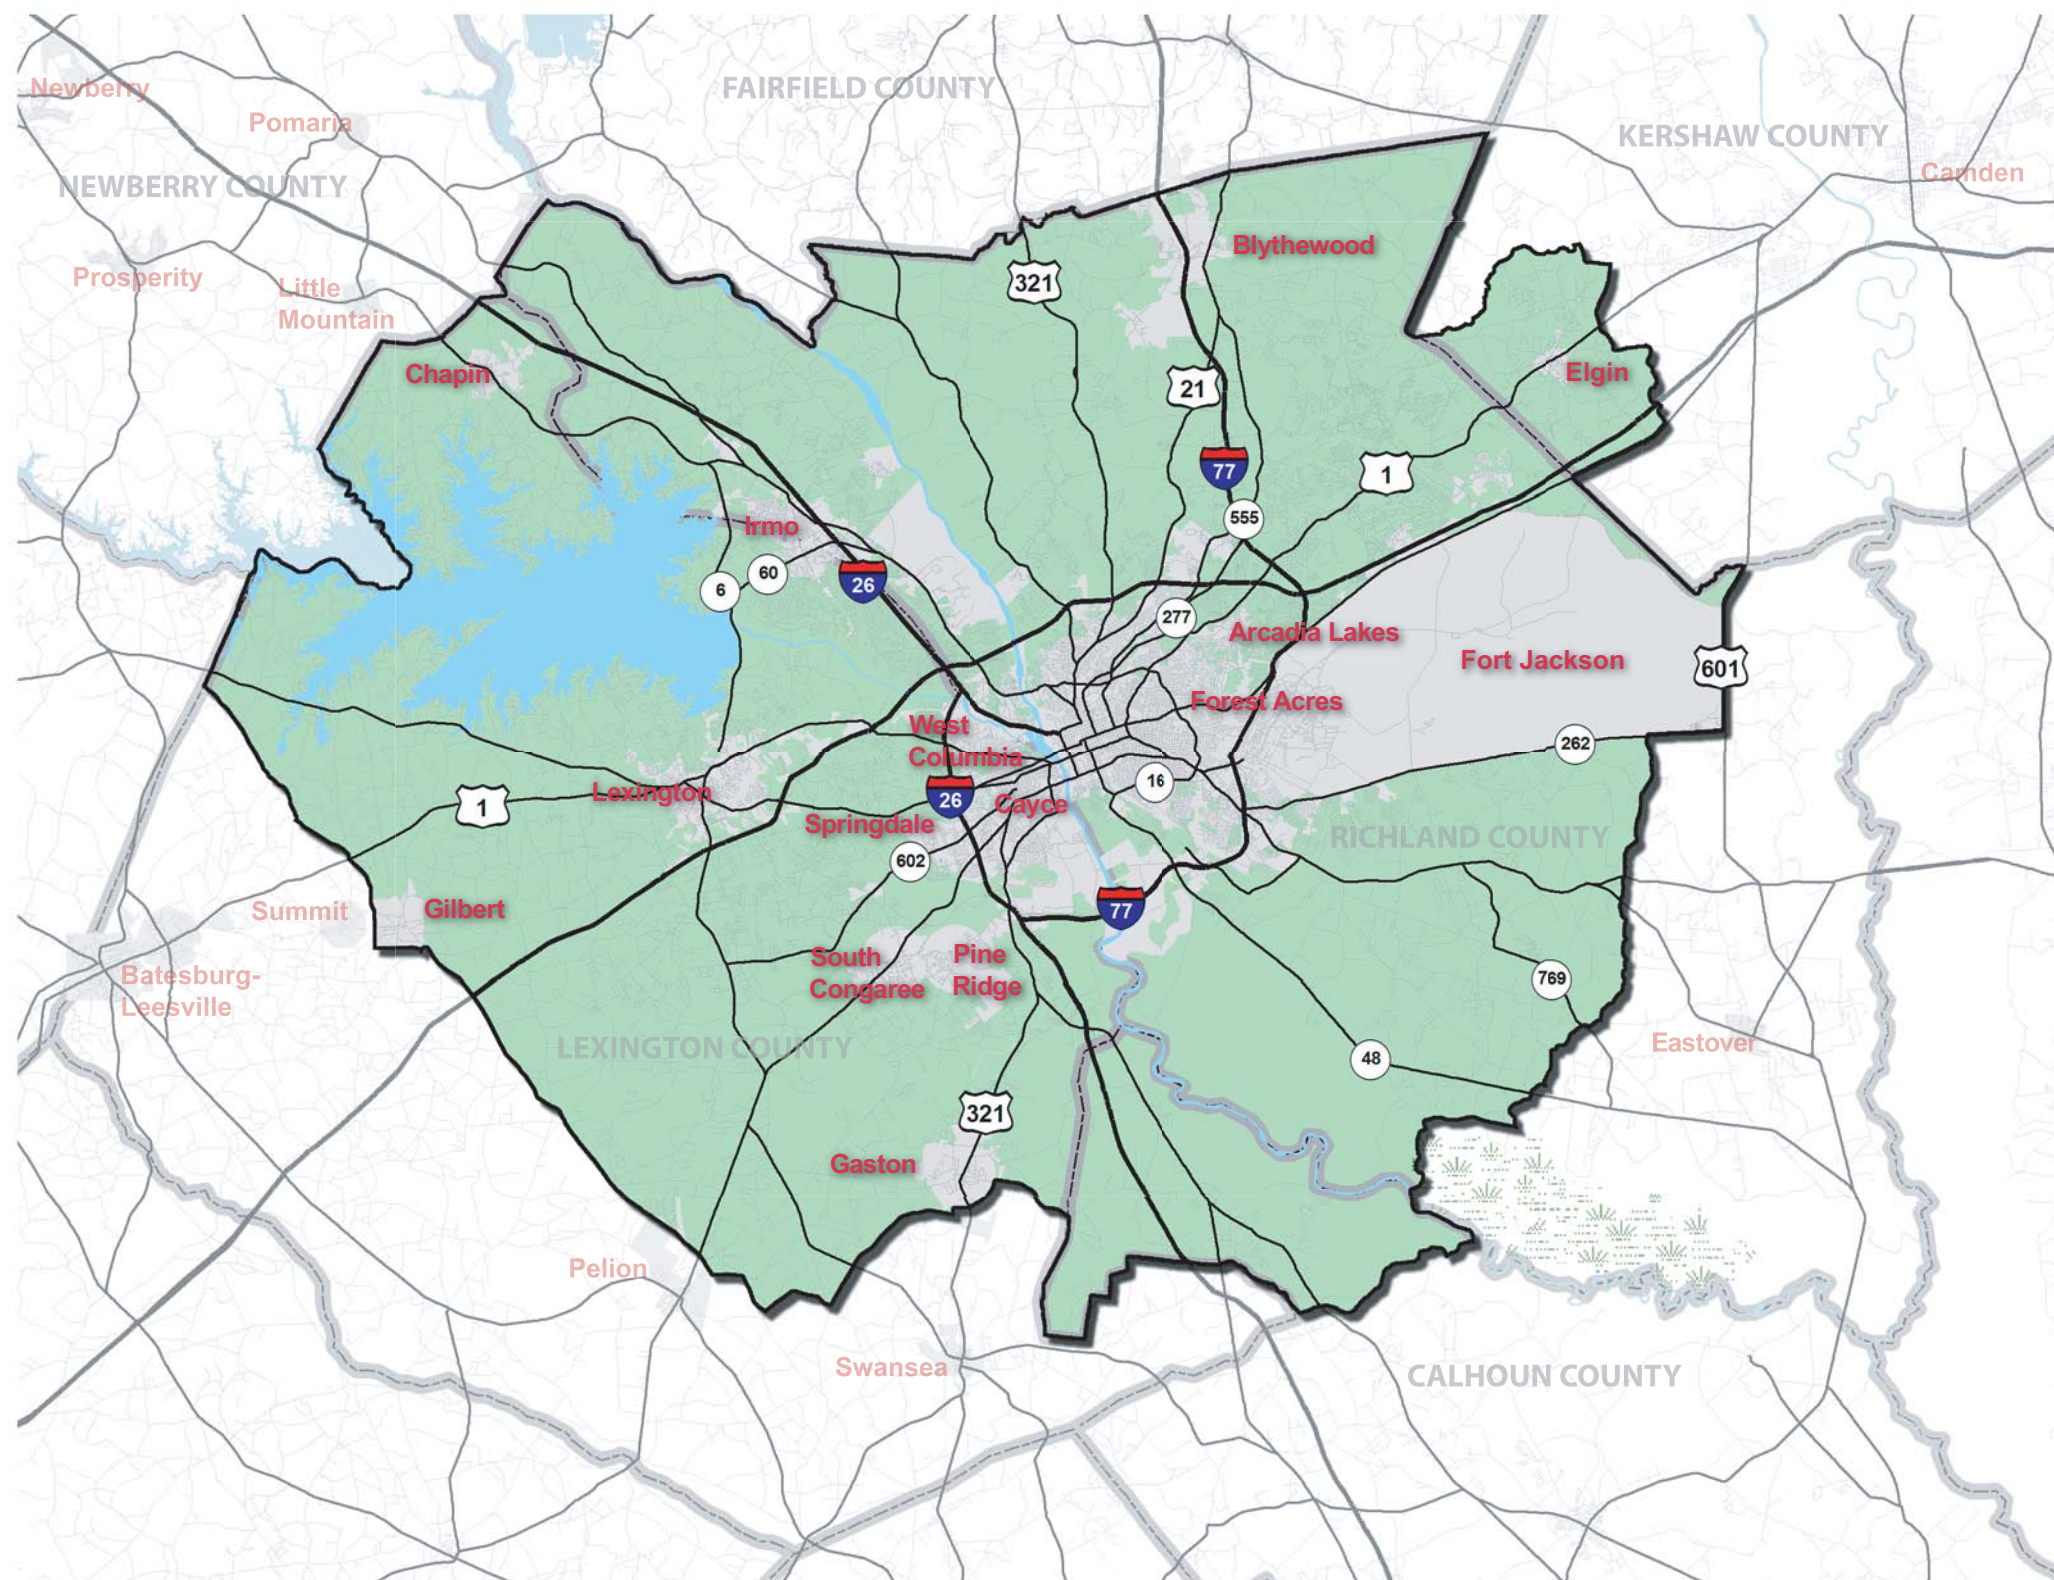 Newberry
FAIRFIELD COUNTY
Pomaria
KERSHAW COUNTY
Camden
NEWBERRY COUNTY
Blythewood
Prosperity
Little
Mountain
321
Chapin
21
Elgin
77
1
555
Irmo
60
6
26
277
Arcadia Lakes
Fort Jackson
601
Forest Acres
West
Columbia
262
16
Lexington
26
1
Cayce
Springdale
RICHLAND COUNTY
602
Summit
Gilbert
77
South
Congaree
Pine
Ridge
Batesburg-
Leesville
769
LEXINGTON COUNTY
48
Eastover
321
Gaston
Pelion
Swansea
CALHOUN COUNTY